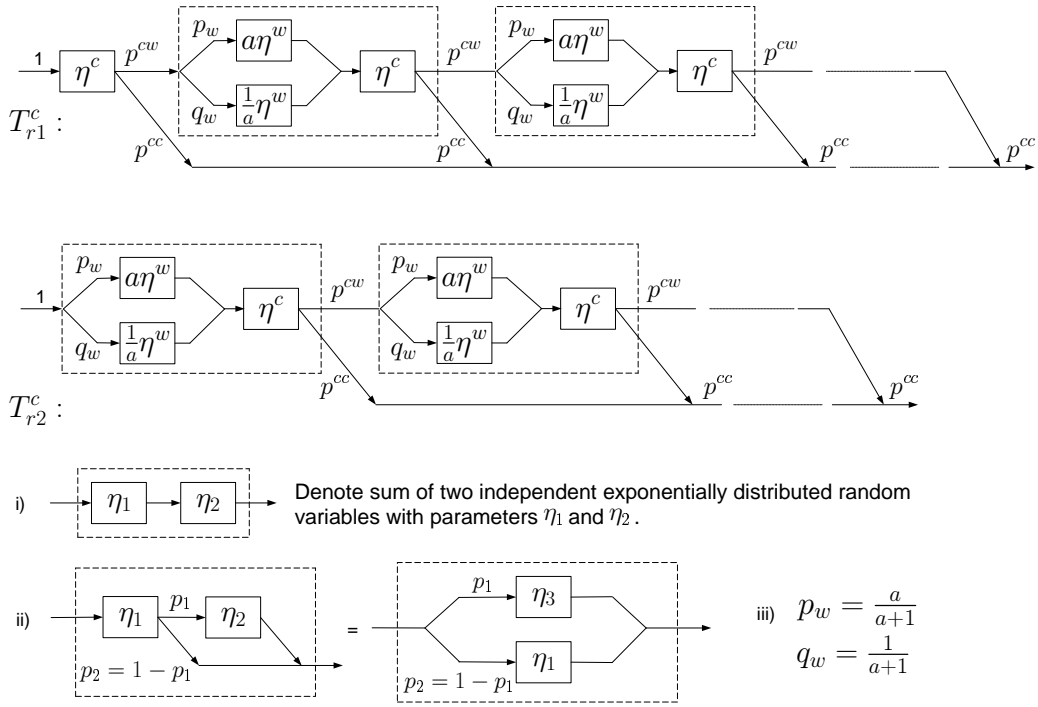 p_w aη^w p^{cw} p_w aη^w p^{cw}
1 η^c p^{cw} η^c η^c
q_w \frac{1}{a}η^w q_w \frac{1}{a}η^w
T^c_{r1} :
p^{cc} p^{cc} p^{cc} p^{cc}
p_w aη^w p^{cw} p_w aη^w p^{cw}
1 η^c η^c
q_w \frac{1}{a}η^w q_w \frac{1}{a}η^w
p^{cc} p^{cc} p^{cc}
T^c_{r2} :
i) η_1 η_2 Denote sum of two independent exponentially distributed random
variables with parameters η_1 and η_2.
ii) η_1 p_1 η_2 = p_1 η_3 iii) p_w = \frac{a}{a+1}
p_2 = 1 − p_1 η_1 q_w = \frac{1}{a+1}
p_2 = 1 − p_1